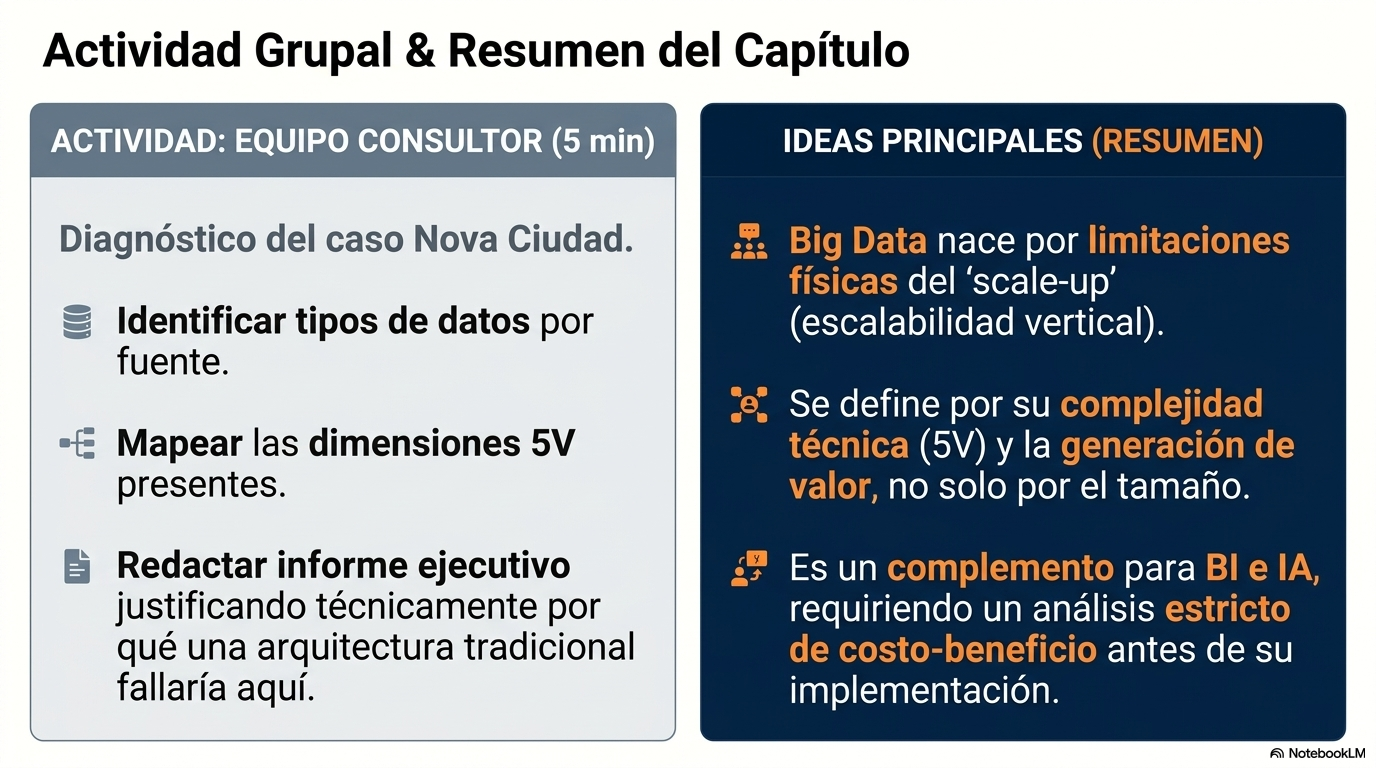 Actividad Grupal & Resumen del Capítulo
ACTIVIDAD: EQUIPO CONSULTOR (5 min)
Diagnóstico del caso Nova Ciudad.
Identificar tipos de datos por
fuente.
Mapear las dimensiones 5V
presentes.
Redactar informe ejecutivo
justificando técnicamente por
qué una arquitectura tradicional
fallaría aquí.
IDEAS PRINCIPALES (RESUMEN)
Big Data nace por limitaciones
físicas del ‘scale-up’
(escalabilidad vertical).
Se define por su complejidad
técnica (5V) y la generación de
valor, no solo por el tamaño.
Es un complemento para BI e IA,
requiriendo un análisis estricto
de costo-beneficio antes de su
implementación.
NotebookLM